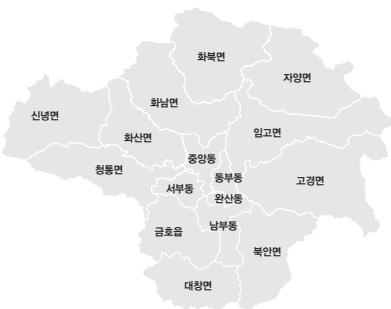 화북면
자양면
화남면
신녕면
화산면
임고면
중앙동
청통면
동부동
고경면
서부동
완산동
남부동
금호읍
북안면
대창면